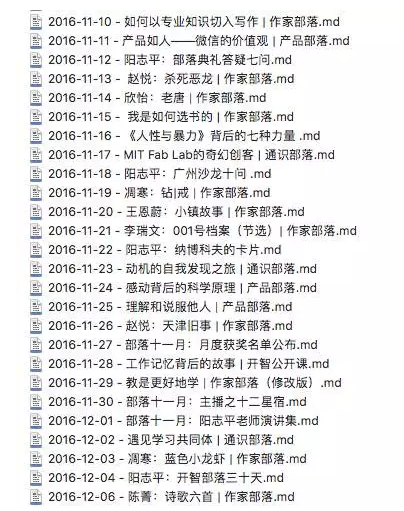 2016-11-10 - 如何以专业知识切入写作 | 作家部落.md
2016-11-11 - 产品如人——微信的价值观 | 产品部落.md
2016-11-12 - 阳志平：部落典礼答疑七问.md
2016-11-13 - 赵悦：杀死恶龙 | 作家部落.md
2016-11-14 - 欣怡：老唐 | 作家部落.md
2016-11-15 - 我是如何选书的 | 作家部落.md
2016-11-16 - 《人性与暴力》背后的七种力量 .md
2016-11-17 - MIT Fab Lab的奇幻创客 | 通识部落.md
2016-11-18 - 阳志平：广州沙龙十问 .md
2016-11-19 - 凋寒：钻|戒 | 作家部落.md
2016-11-20 - 王恩蔚：小镇故事 | 作家部落.md
2016-11-21 - 李瑞文：001号档案（节选）| 作家部落.md
2016-11-22 - 阳志平：纳博科夫的卡片.md
2016-11-23 - 动机的自我发现之旅 | 通识部落.md
2016-11-24 - 感动背后的科学原理 | 产品部落.md
2016-11-25 - 理解和说服他人 | 产品部落.md
2016-11-26 - 赵悦：天津旧事 | 作家部落.md
2016-11-27 - 部落十一月：月度获奖名单公布.md
2016-11-28 - 工作记忆背后的故事 | 开智公开课.md
2016-11-29 - 教是更好地学 | 作家部落（修改版）.md
2016-11-30 - 部落十一月：主播之十二星宿.md
2016-12-01 - 部落十一月：阳志平老师演讲集.md
2016-12-02 - 遇见学习共同体 | 通识部落.md
2016-12-03 - 凋寒：蓝色小龙虾 | 作家部落.md
2016-12-04 - 阳志平：开智部落三十天.md
2016-12-06 - 陈菁：诗歌六首 | 作家部落.md